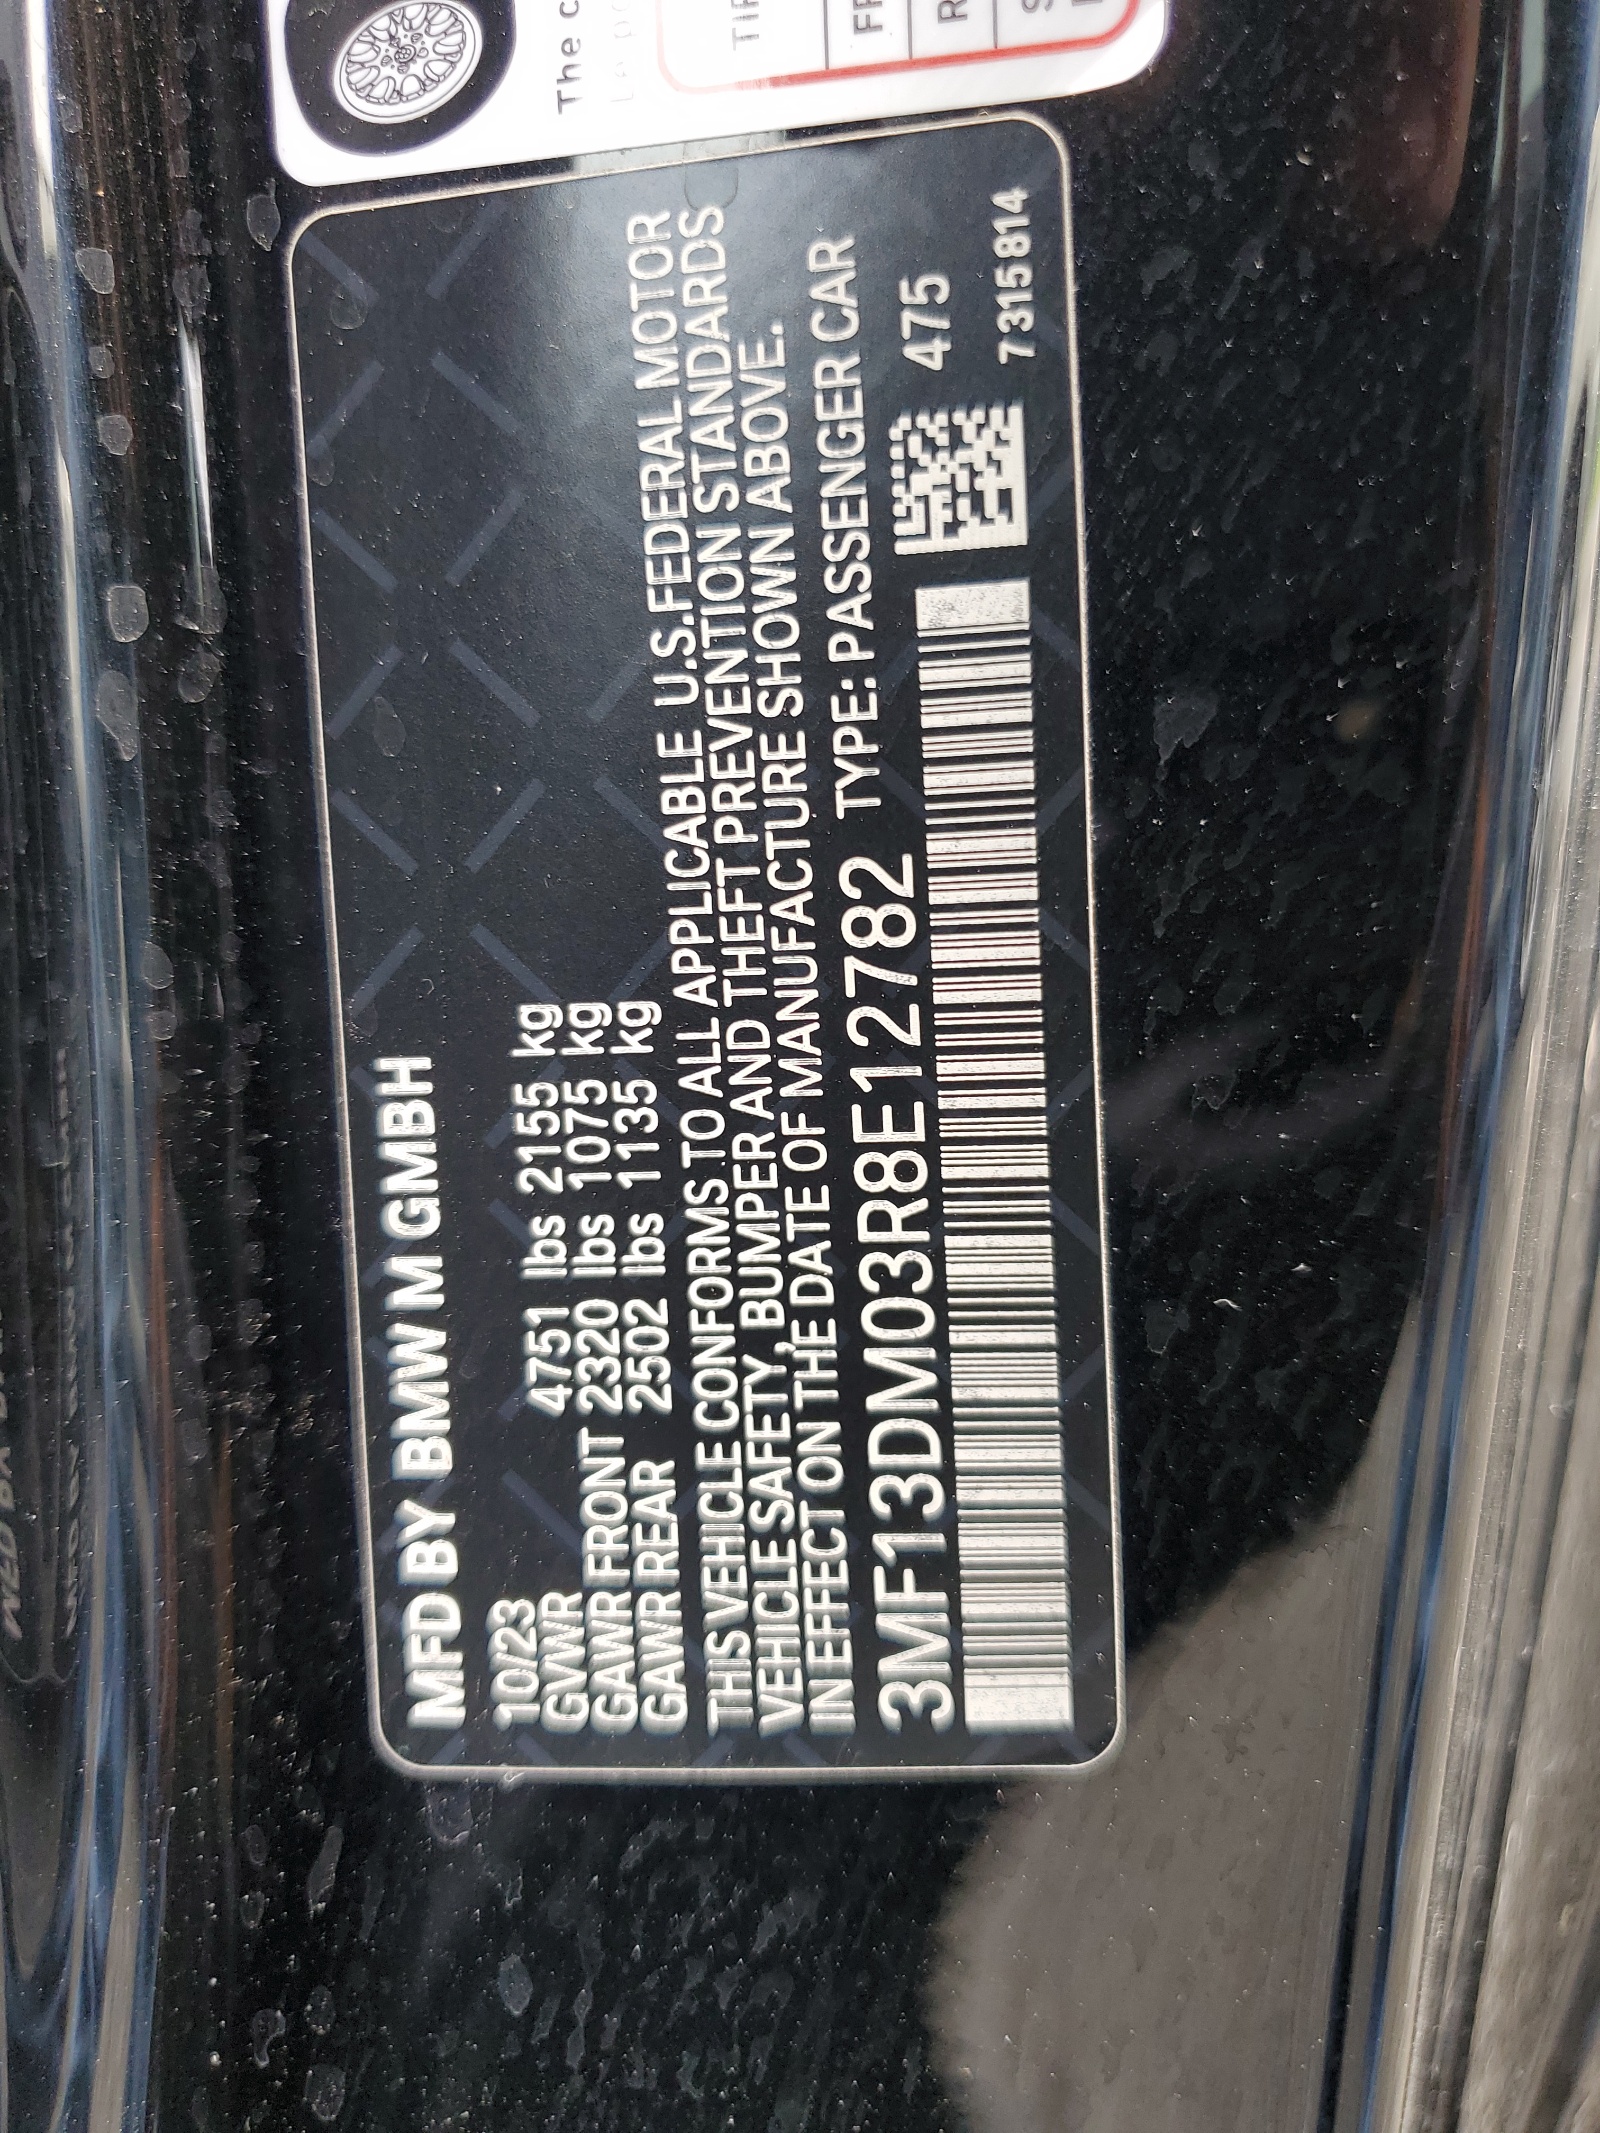 MFD BY BMW M GMBH
10/23
GVWR 4751 lbs 2155 kg
GAWR FRONT 2320 lbs 1075 kg
GAWR REAR 2502 lbs 1135 kg
THIS VEHICLE CONFORMS TO ALL APPLICABLE U.S. FEDERAL MOTOR
VEHICLE SAFETY, BUMPER AND THEFT PREVENTION STANDARDS
IN EFFECT ON THE DATE OF MANUFACTURE SHOWN ABOVE.
3MF13DM03R8E12782 TYPE: PASSENGER CAR
475
7315814
The